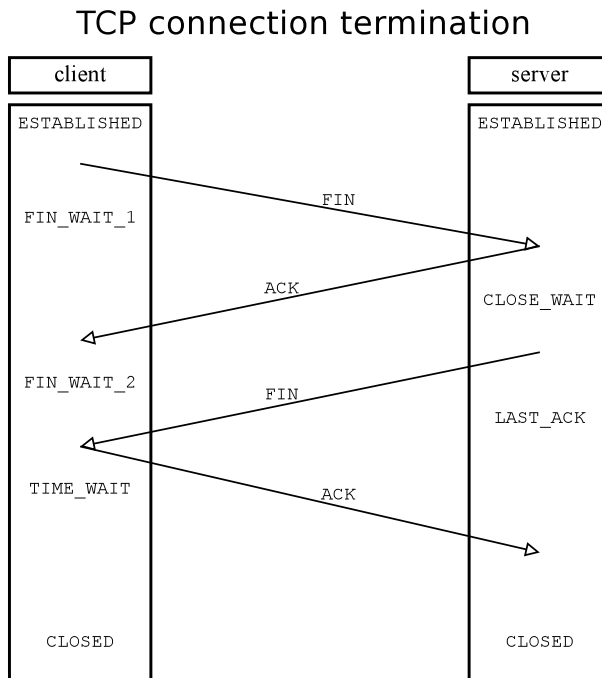 TCP connection termination
client
server
ESTABLISHED
ESTABLISHED
FIN
FIN_WAIT_1
ACK
CLOSE_WAIT
FIN_WAIT_2
FIN
LAST_ACK
TIME_WAIT
ACK
CLOSED
CLOSED